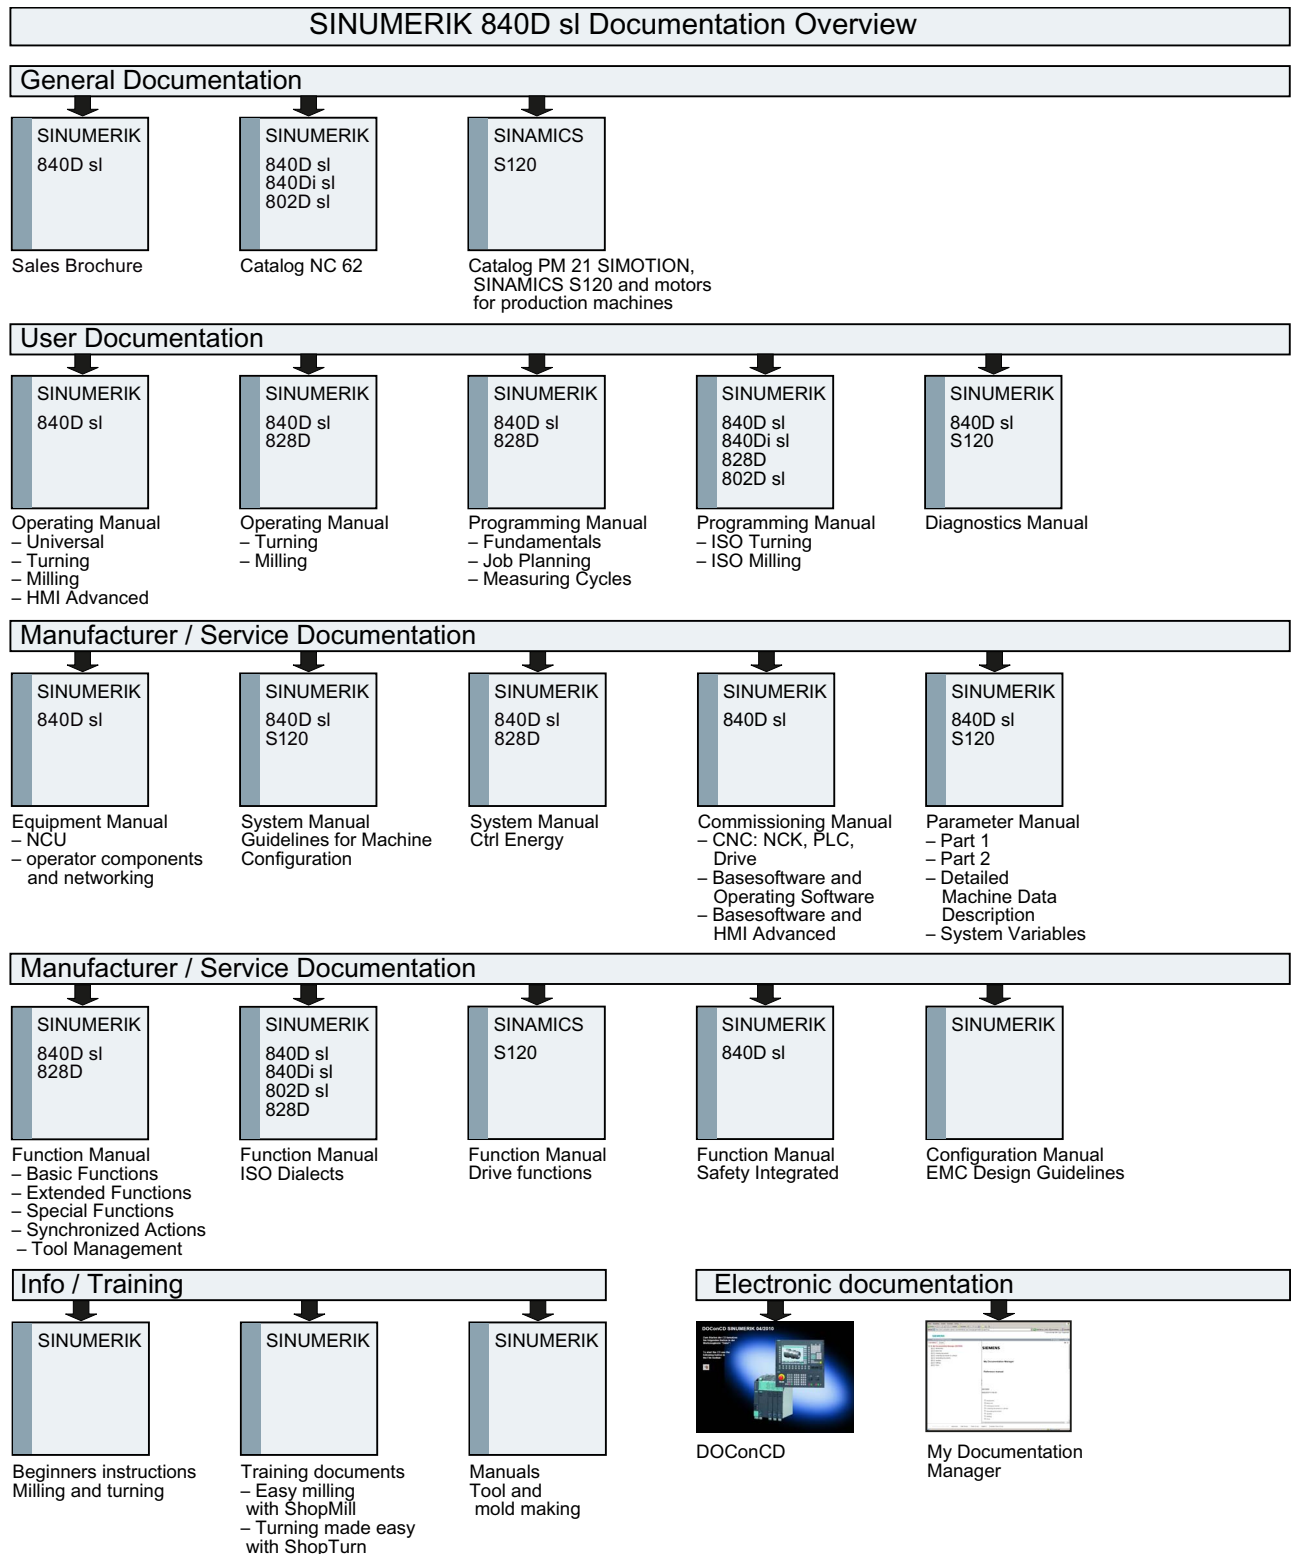 SINUMERIK 840D sl Documentation Overview
General Documentation
SINUMERIK
840D sl
Sales Brochure
SINUMERIK
840D sl
840Di sl
802D sl
Catalog NC 62
SINAMICS
S120
Catalog PM 21 SIMOTION,
SINAMICS S120 and motors
for production machines
User Documentation
SINUMERIK
840D sl
Operating Manual
– Universal
– Turning
– Milling
– HMI Advanced
SINUMERIK
840D sl
828D
Operating Manual
– Turning
– Milling
SINUMERIK
840D sl
828D
Programming Manual
– Fundamentals
– Job Planning
– Measuring Cycles
SINUMERIK
840D sl
840Di sl
828D
802D sl
Programming Manual
– ISO Turning
– ISO Milling
SINUMERIK
840D sl
S120
Diagnostics Manual
Manufacturer / Service Documentation
SINUMERIK
840D sl
Equipment Manual
– NCU
– operator components
and networking
SINUMERIK
840D sl
S120
System Manual
Guidelines for Machine
Configuration
SINUMERIK
840D sl
828D
System Manual
Ctrl Energy
SINUMERIK
840D sl
Commissioning Manual
– CNC: NCK, PLC,
Drive
– Basesoftware and
Operating Software
– Basesoftware and
HMI Advanced
SINUMERIK
840D sl
S120
Parameter Manual
– Part 1
– Part 2
– Detailed
Machine Data
Description
– System Variables
Manufacturer / Service Documentation
SINUMERIK
840D sl
828D
Function Manual
– Basic Functions
– Extended Functions
– Special Functions
– Synchronized Actions
– Tool Management
SINUMERIK
840D sl
840Di sl
802D sl
828D
Function Manual
ISO Dialects
SINAMICS
S120
Function Manual
Drive functions
SINUMERIK
840D sl
Function Manual
Safety Integrated
SINUMERIK
Configuration Manual
EMC Design Guidelines
Info / Training
SINUMERIK
Beginners instructions
Milling and turning
SINUMERIK
Training documents
– Easy milling
with ShopMill
– Turning made easy
with ShopTurn
SINUMERIK
Manuals
Tool and
mold making
Electronic documentation
DOConCD SINUMERIK 04/2010
DOConCD
SIEMENS
My Documentation Manager
My Documentation
Manager